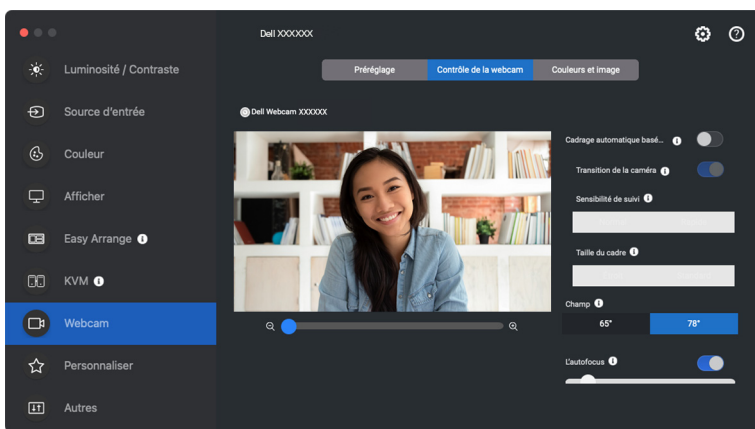 Dell XXXXXX
Luminosité / Contraste
Source d'entrée
Couleur
Afficher
Easy Arrange
KVM
Webcam
Personnaliser
Autres
Préréglage
Contrôle de la webcam
Couleurs et image
Dell Webcam XXXXXX
Cadrage automatique basé...
Transition de la caméra
Sensibilité de suivi
Taille du cadre
Champ
65°
78°
L'autofocus